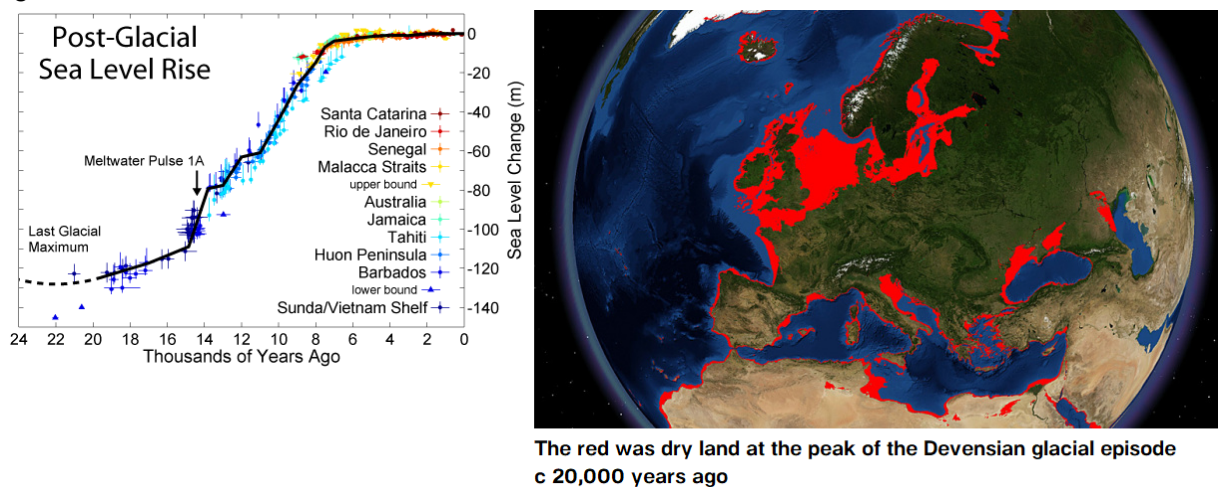 Post-Glacial
Sea Level Rise
Meltwater Pulse 1A
Last Glacial
Maximum
Santa Catarina
Rio de Janeiro
Senegal
Malacca Straits
upper bound
Australia
Jamaica
Tahiti
Huon Peninsula
Barbados
lower bound
Sunda/Vietnam Shelf
0
-20
-40
-60
-80
-100
-120
-140
Sea Level Change (m)
24 22 20 18 16 14 12 10 8 6 4 2 0
Thousands of Years Ago
The red was dry land at the peak of the Devensian glacial episode
c 20,000 years ago